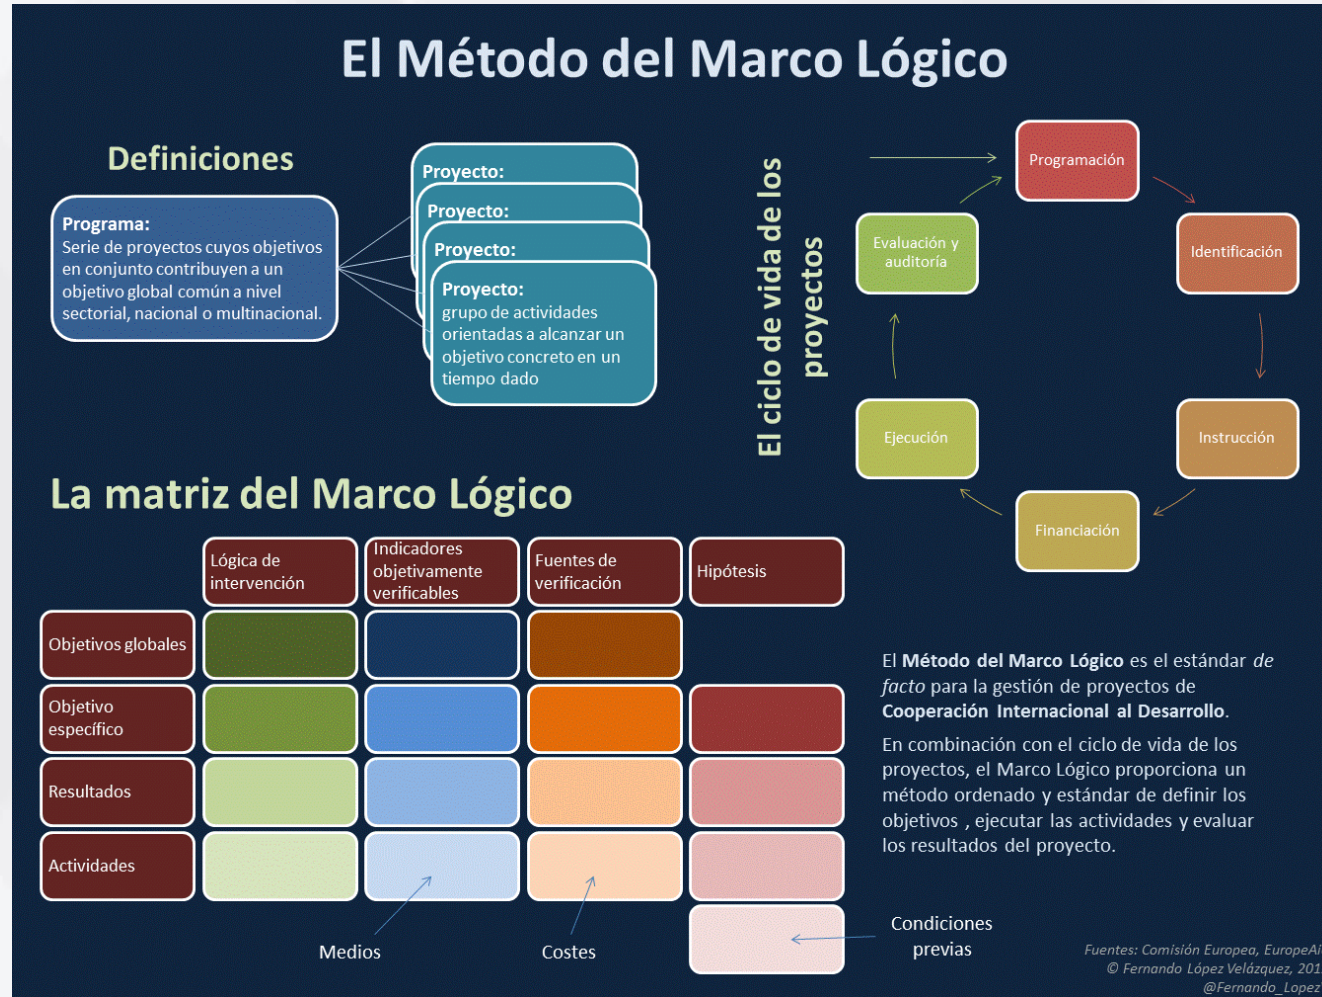 El Método del Marco Lógico
Definiciones
Programa:
Serie de proyectos cuyos objetivos
en conjunto contribuyen a un
objetivo global común a nivel
sectorial, nacional o multinacional.
Proyecto:
Proyecto:
Proyecto:
Proyecto:
grupo de actividades
orientadas a alcanzar un
objetivo concreto en un
tiempo dado
El ciclo de vida de los
proyectos
Programación
Identificación
Instrucción
Financiación
Ejecución
Evaluación y
auditoría
La matriz del Marco Lógico
Lógica de
intervención
Indicadores
objetivamente
verificables
Fuentes de
verificación
Hipótesis
Objetivos globales
Objetivo
específico
Resultados
Actividades
Medios
Costes
Condiciones
previas
El Método del Marco Lógico es el estándar de
facto para la gestión de proyectos de
Cooperación Internacional al Desarrollo.
En combinación con el ciclo de vida de los
proyectos, el Marco Lógico proporciona un
método ordenado y estándar de definir los
objetivos , ejecutar las actividades y evaluar
los resultados del proyecto.
Fuentes: Comisión Europea,
© Fernando López Velázquez,
@Fernando_Lopez